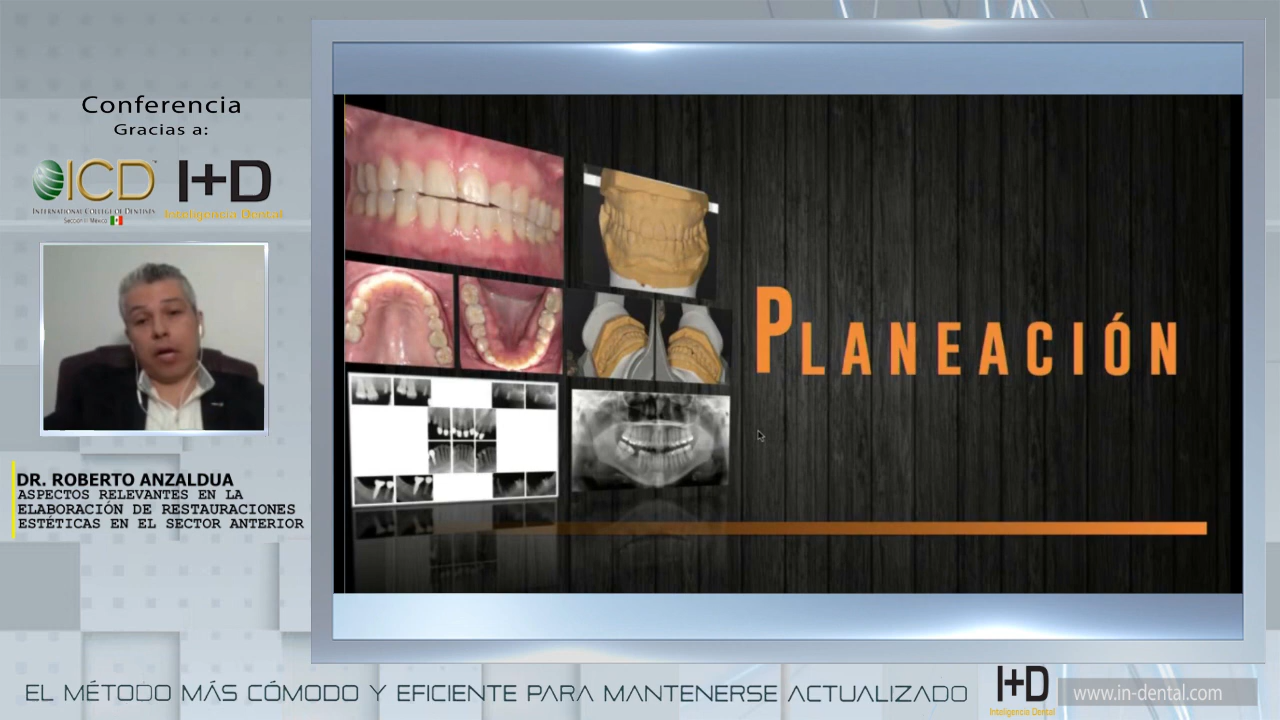 Conferencia
Gracias a:
ICD
INTERNATIONAL COLLEGE OF DENTISTS
Sección México
I+D
Inteligencia Dental
DR. ROBERTO ANZALDUA
ASPECTOS RELEVANTES EN LA
ELABORACIÓN DE RESTAURACIONES
ESTÉTICAS EN EL SECTOR ANTERIOR
PLANEACIÓN
EL MÉTODO MÁS CÓMODO Y EFICIENTE PARA MANTENERSE ACTUALIZADO
I+D
Inteligencia Dental
www.in-dental.com